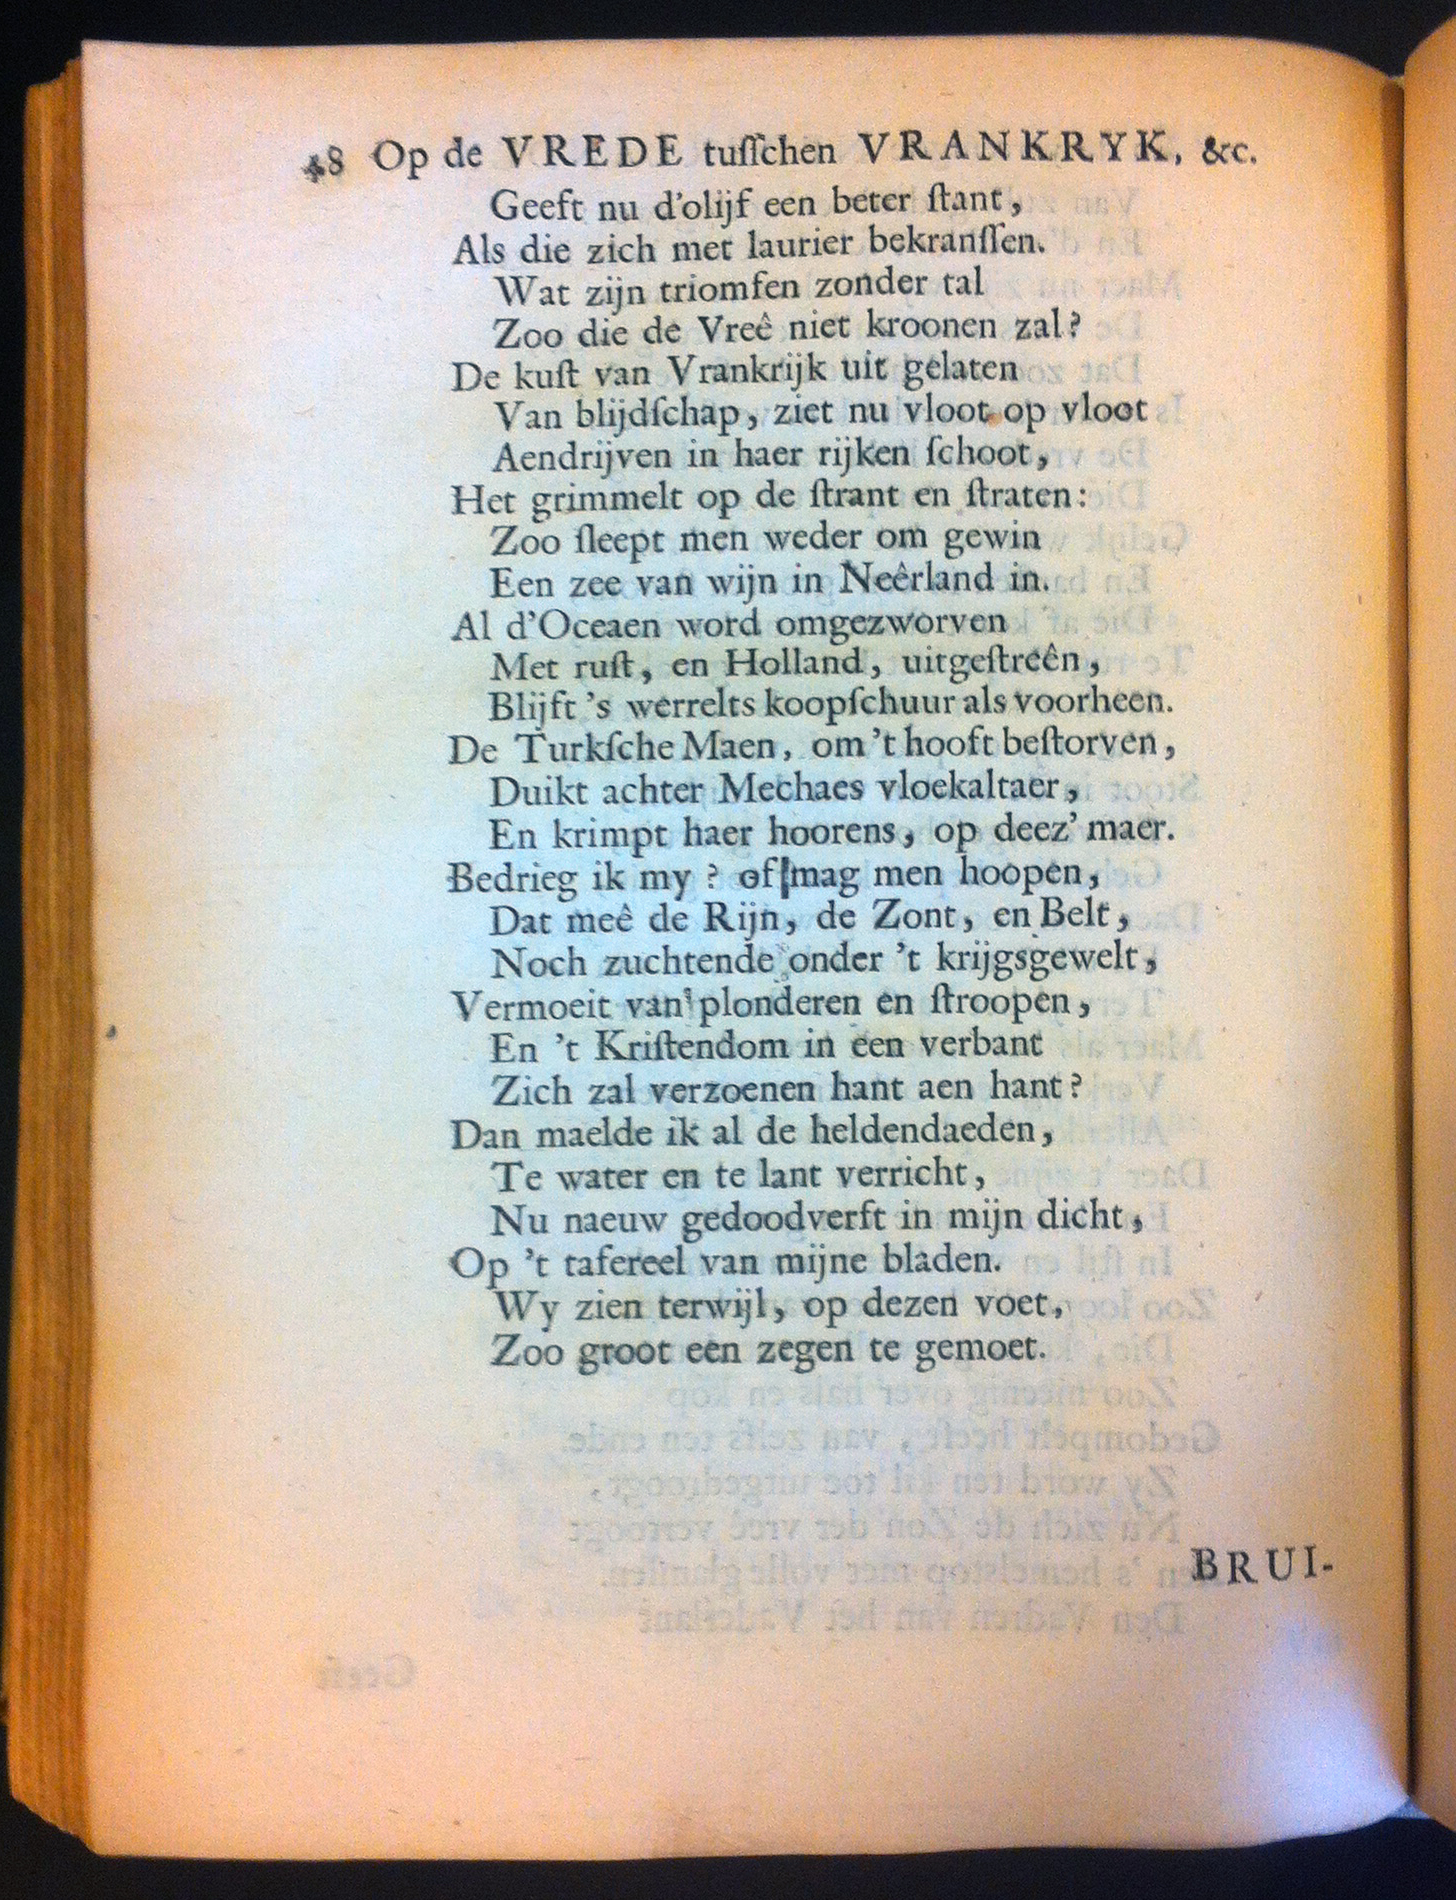 48 Op de VREDE tuſſchen VRANKRYK, &c.
Geeft nu d'olijf een beter ſtant,
Als die zich met laurier bekranſſen.
Wat zijn triomfen zonder tal
Zoo die de Vreê niet kroonen zal?
De kuſt van Vrankrijk uit gelaten
Van blijdſchap, ziet nu vloot op vloot
Aendrijven in haer rijken ſchoot,
Het grimmelt op de ſtrant en ſtraten:
Zoo ſleept men weder om gewin
Een zee van wijn in Neêrland in.
Al d'Oceaen word omgezworven
Met ruſt, en Holland, uitgeſtreên,
Blijft 's werrelts koopſchuur als voorheen.
De Turkſche Maen, om 't hooft beſtorven,
Duikt achter Mechaes vloekaltaer,
En krimpt haer hoorens, op deez' maer.
Bedrieg ik my? of mag men hoopen,
Dat meê de Rijn, de Zont, en Belt,
Noch zuchtende onder 't krijgsgewelt,
Vermoeit van plonderen en ſtroopen,
En 't Kriſtendom in een verbant
Zich zal verzoenen hant aen hant?
Dan maelde ik al de heldendaeden,
Te water en te lant verricht,
Nu naeuw gedoodverft in mijn dicht,
Op 't tafereel van mijne bladen.
Wy zien terwijl, op dezen voet,
Zoo groot een zegen te gemoet.
BRUI-